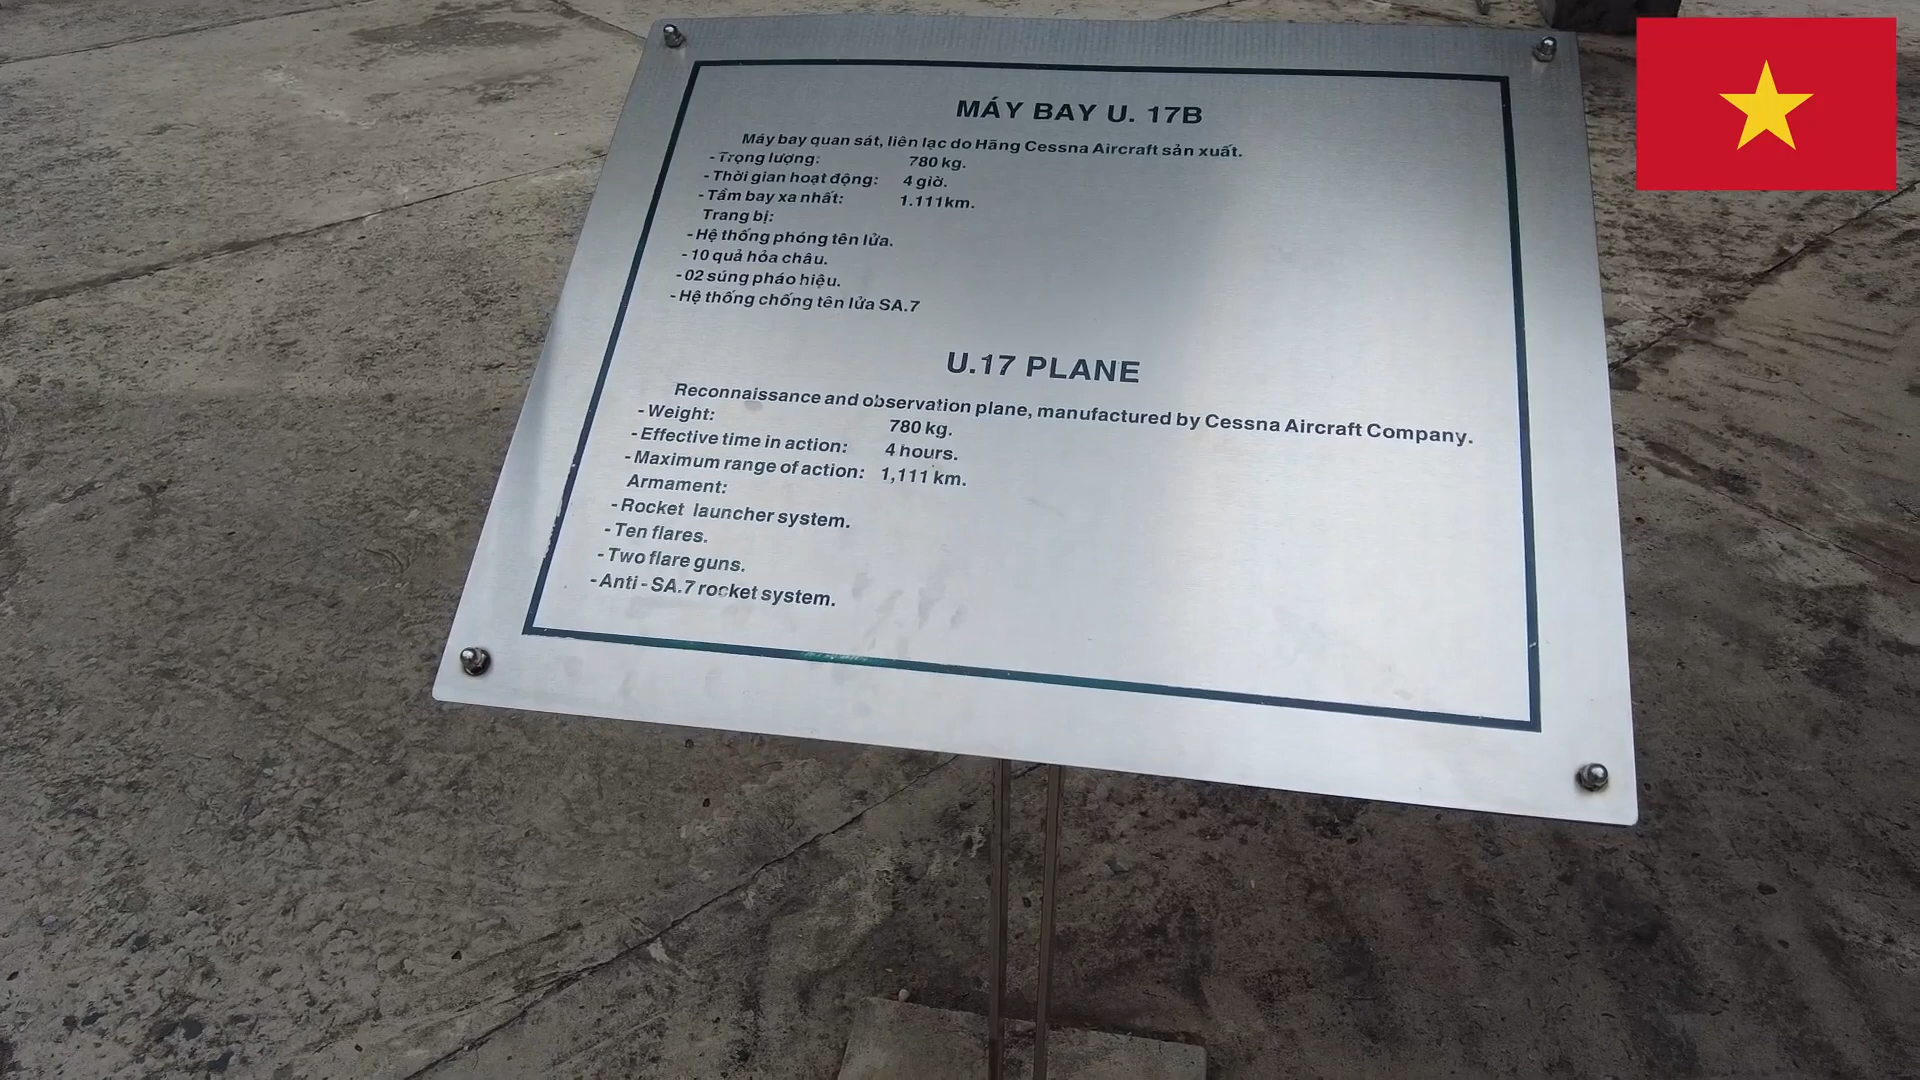 MÁY BAY U. 17B
Máy bay quan sát, liên lạc do Hãng Cessna Aircraft sản xuất.
- Trọng lượng: 780 kg.
- Thời gian hoạt động: 4 giờ.
- Tầm bay xa nhất: 1.111km.
Trang bị:
- Hệ thống phóng tên lửa.
- 10 quả hỏa châu.
- 02 súng pháo hiệu.
- Hệ thống chống tên lửa SA.7
U.17 PLANE
Reconnaissance and observation plane, manufactured by Cessna Aircraft Company.
- Weight: 780 kg.
- Effective time in action: 4 hours.
- Maximum range of action: 1,111 km.
Armament:
- Rocket launcher system.
- Ten flares.
- Two flare guns.
- Anti - SA.7 rocket system.